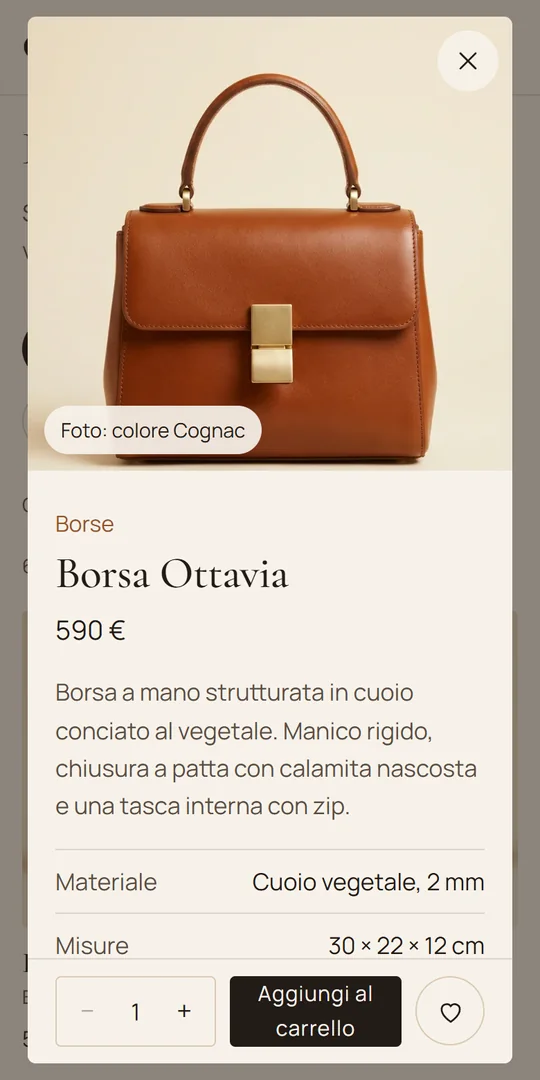 Foto: colore Cognac
Borse
Borsa Ottavia
590 €
Borsa a mano strutturata in cuoio
conciato al vegetale. Manico rigido,
chiusura a patta con calamita nascosta
e una tasca interna con zip.
Materiale Cuoio vegetale, 2 mm
Misure 30 × 22 × 12 cm
− 1 +
Aggiungi al
carrello